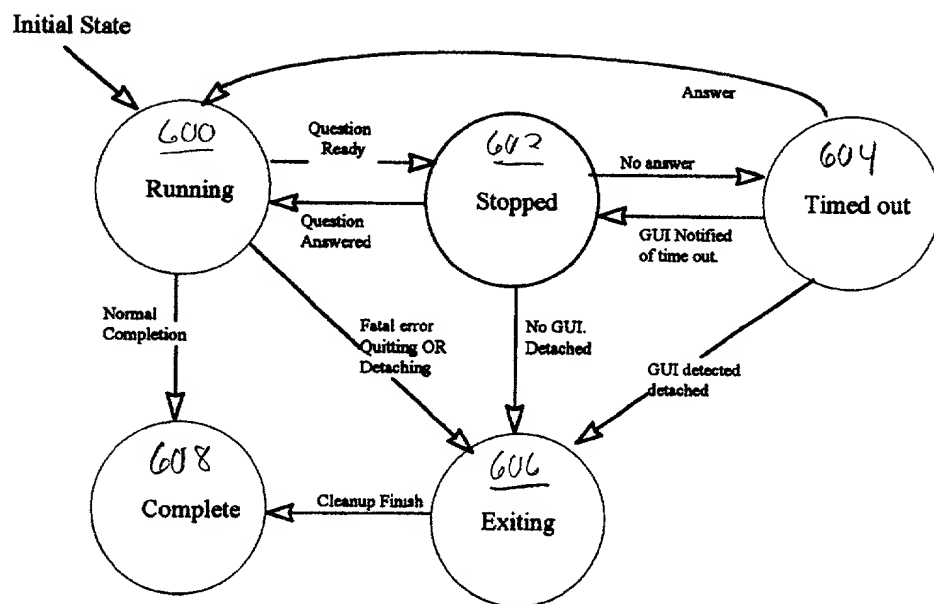 Initial State
Answer
600
Running
Question
Ready
602
Stopped
No answer
604
Timed out
Question
Answered
GUI Notified
of time out.
Normal
Completion
Fatal error
Quitting OR
Detaching
No GUI.
Detached
GUI detected
detached
608
Complete
Cleanup Finish
606
Exiting